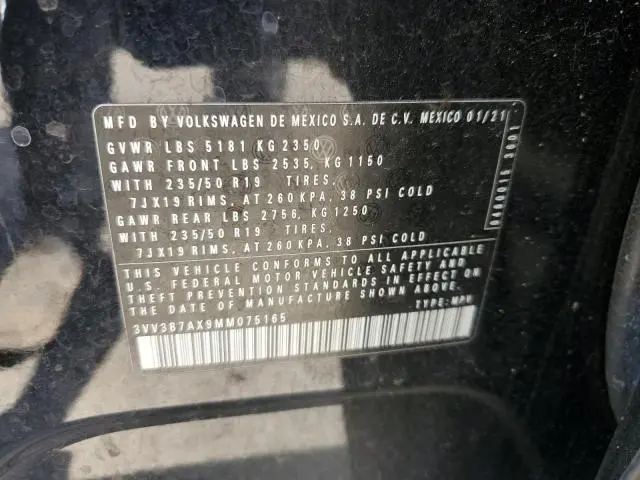 MFD BY VOLKSWAGEN DE MEXICO S.A. DE C.V. MEXICO 01/21
GVWR LBS 5181 KG 2350
GAWR FRONT LBS 2535, KG 1150
WITH 235/50 R19 TIRES,
7JX19 RIMS, AT 260 KPA, 38 PSI COLD
GAWR REAR LBS 2756, KG 1250
WITH 235/50 R19 TIRES,
7JX19 RIMS, AT 260 KPA, 38 PSI COLD
THIS VEHICLE CONFORMS TO ALL APPLICABLE
U.S. FEDERAL MOTOR VEHICLE SAFETY AND
THEFT PREVENTION STANDARDS IN EFFECT ON
THE DATE OF MANUFACTURE SHOWN ABOVE.
3VV3B7AX9MM075165 TYPE: MPV